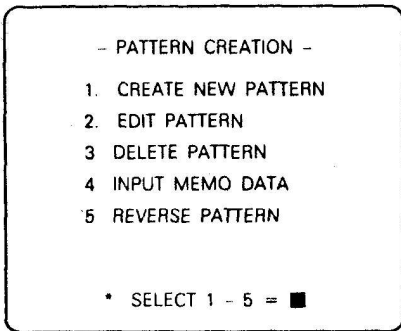 – PATTERN CREATION –
1. CREATE NEW PATTERN
2. EDIT PATTERN
3 DELETE PATTERN
4 INPUT MEMO DATA
5 REVERSE PATTERN
* SELECT 1 – 5 = ■